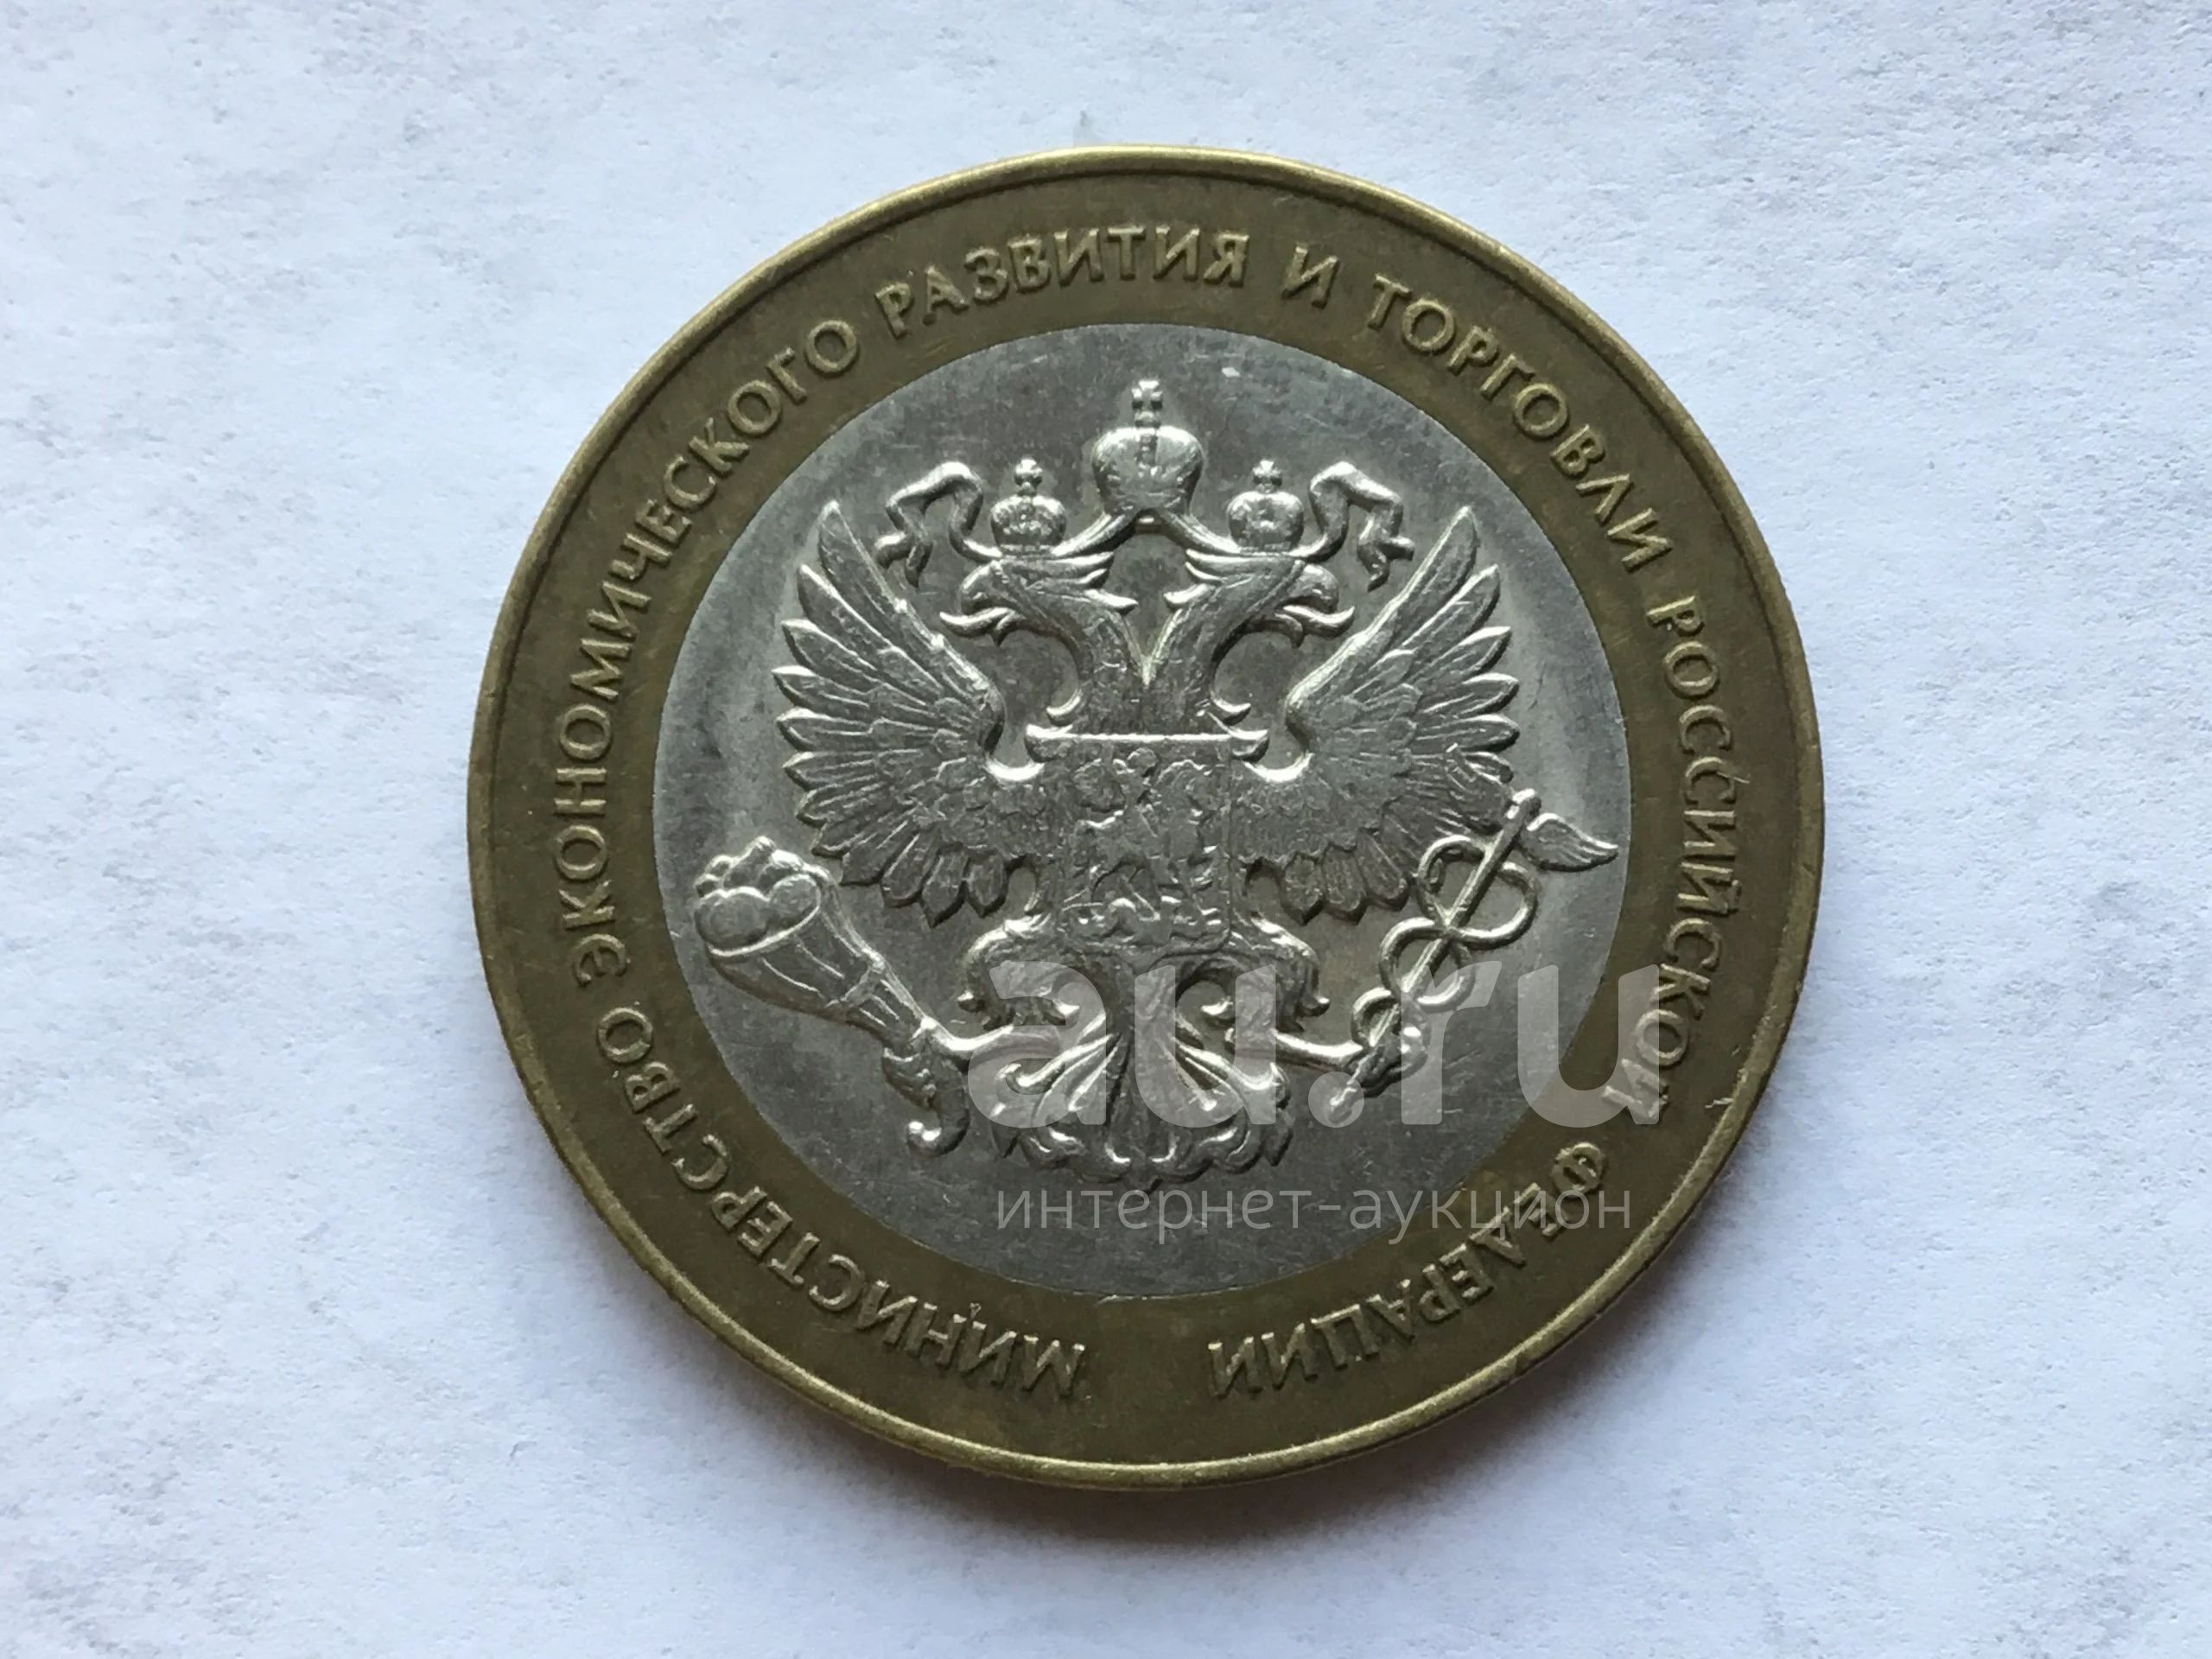 МИНИСТЕРСТВО ЭКОНОМИЧЕСКОГО РАЗВИТИЯ И ТОРГОВЛИ РОССИЙСКОЙ ФЕДЕРАЦИИ
au.ru
интернет-аукцион